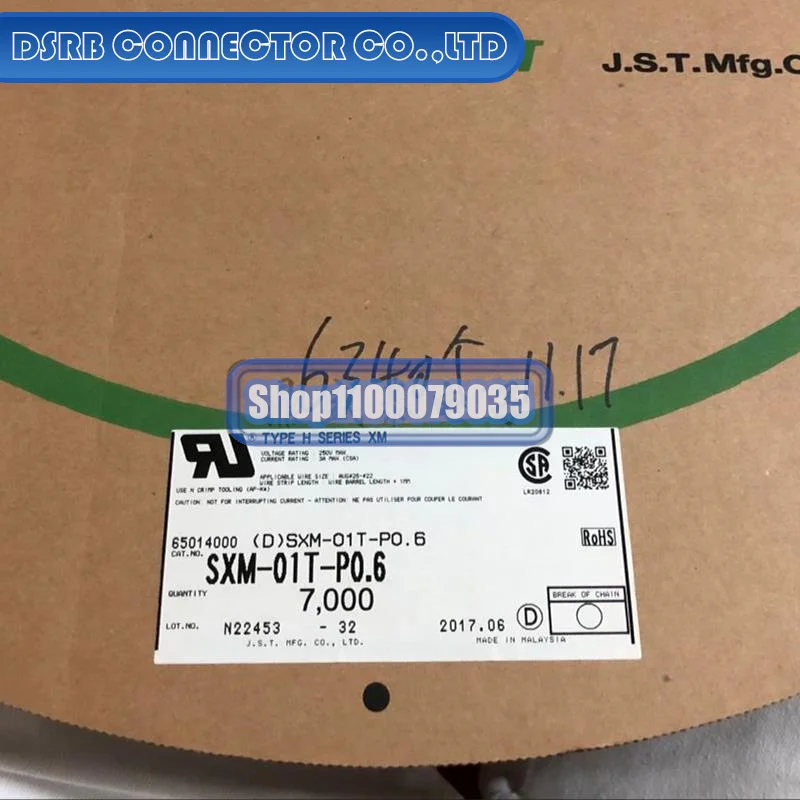 DSRB CONNECTOR CO.,LTD
J.S.T.Mfg.C
11.17
Shop1100079035
TYPE H SERIES XM
VOLTAGE RATING : 250V MAX.
CURRENT RATING : 3A MAX (CSA)
APPLICABLE WIRE SIZE : AWG#26-#22
WIRE STRIP LENGTH : WIRE BARREL LENGTH + 1MM
USE N CRIMP TOOLING (AP-K※)
LR20812
CAUTION: NOT FOR INTERRUPTING CURRENT - ATTENTION: NE PAS UTILISER POUR COUPER LE COURANT
65014000 (D)SXM-01T-P0.6
RoHS
CAT.NO. SXM-01T-P0.6
QUANTITY 7,000
BREAK OF CHAIN
LOT.NO. N22453 - 32 2017.06 D
J.S.T. MFG. CO., LTD. MADE IN MALAYSIA